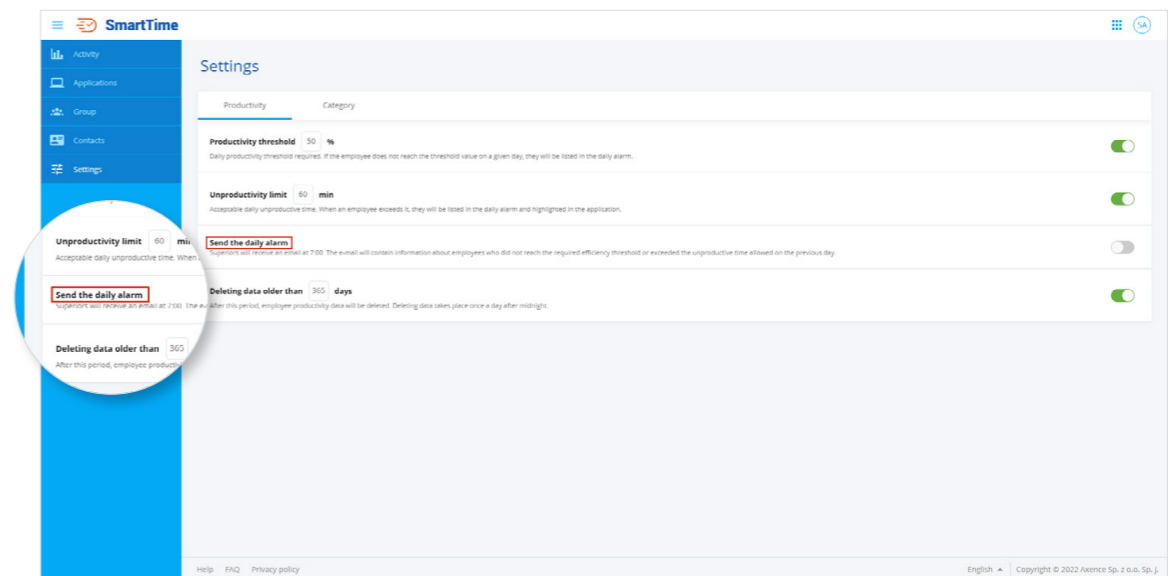 SmartTime
SA
Activity
Applications
Group
Contacts
Settings
Settings
Productivity Category
Productivity threshold 50 %
Daily productivity threshold required. If the employee does not reach the threshold value on a given day, they will be listed in the daily alarm.
Unproductivity limit 60 min
Acceptable daily unproductive time. When an employee exceeds it, they will be listed in the daily alarm and highlighted in the application.
Send the daily alarm
Superiors will receive an email at 7:00. The e-mail will contain information about employees who did not reach the required efficiency threshold or exceeded the unproductive time allowed on the previous day.
Deleting data older than 365 days
After this period, employee productivity data will be deleted. Deleting data takes place once a day after midnight.
Unproductivity limit 60
Acceptable daily unproductive time. When
Send the daily alarm
Superiors will receive an email at 7:00. The
Deleting data older than 365
After this period, employee
Help FAQ Privacy policy
English Copyright © 2022 Axence Sp. z o.o. Sp. j.